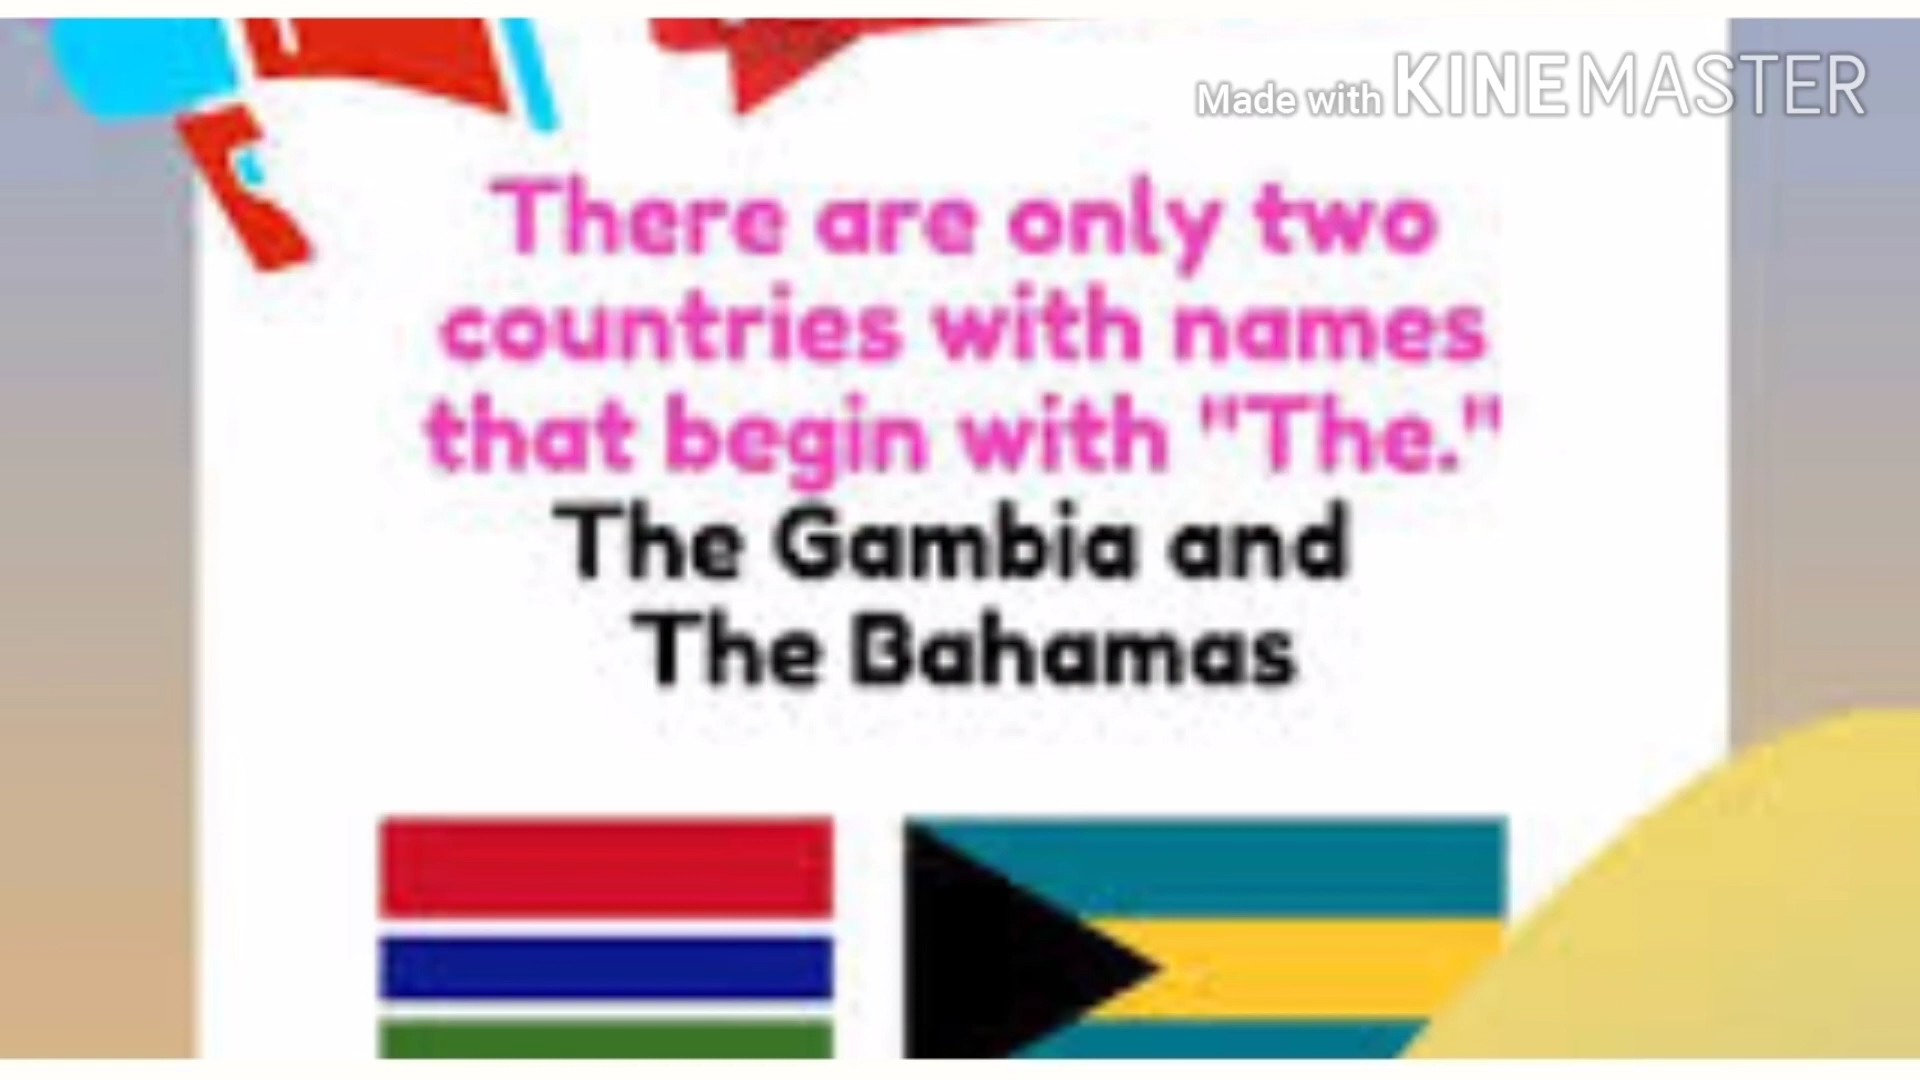 Made with KINEMASTER
There are only two
countries with names
that begin with "The."
The Gambia and
The Bahamas